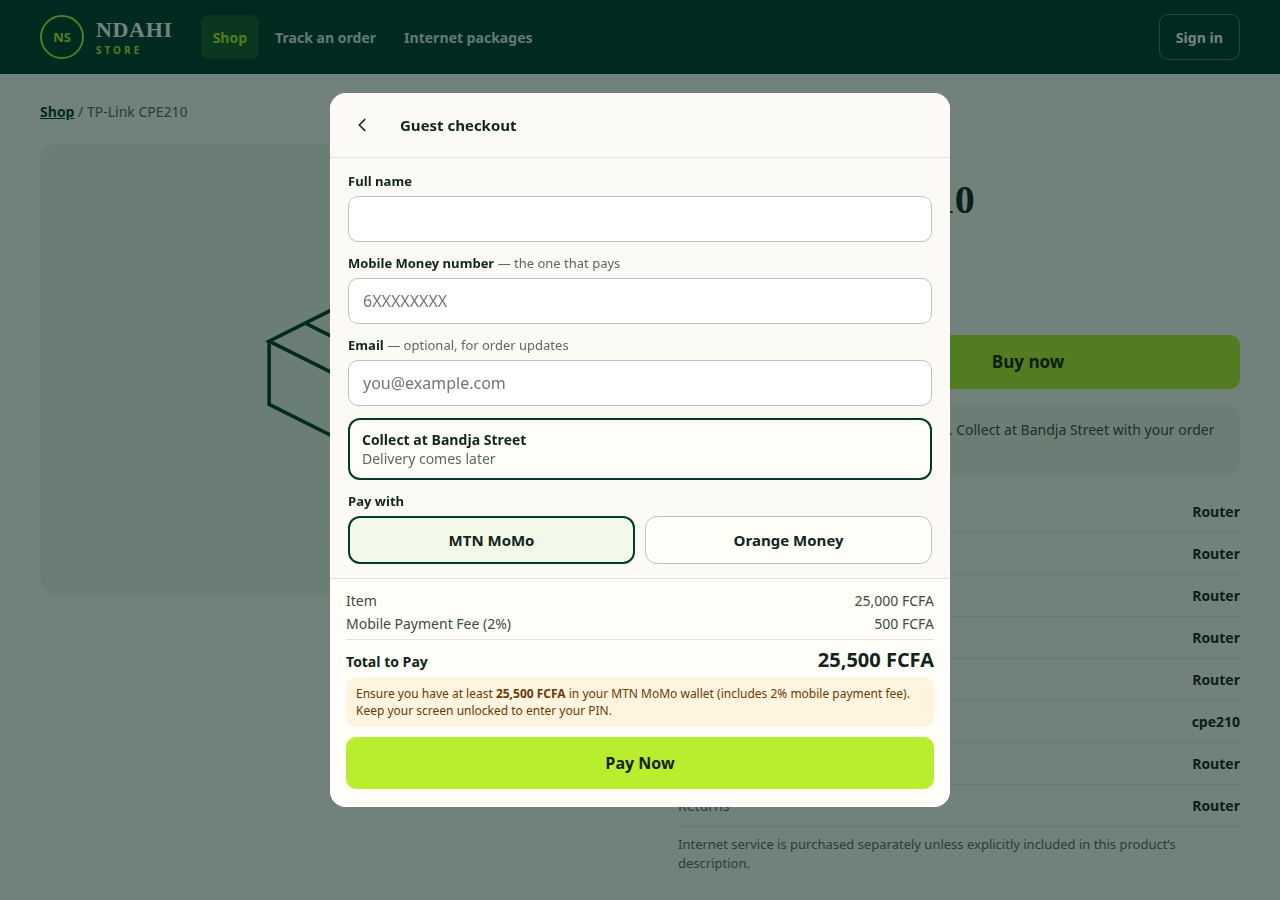 NS
NDAHI
STORE
Shop
Track an order
Internet packages
Sign in
Shop / TP-Link CPE210
Guest checkout
Full name
Mobile Money number — the one that pays
6XXXXXXXX
Email — optional, for order updates
you@example.com
Collect at Bandja Street
Delivery comes later
Pay with
MTN MoMo
Orange Money
Item
25,000 FCFA
Mobile Payment Fee (2%)
500 FCFA
Total to Pay
25,500 FCFA
Ensure you have at least 25,500 FCFA in your MTN MoMo wallet (includes 2% mobile payment fee).
Keep your screen unlocked to enter your PIN.
Pay Now
10
Buy now
. Collect at Bandja Street with your order
Router
Router
Router
Router
Router
cpe210
Router
Returns
Router
Internet service is purchased separately unless explicitly included in this product’s
description.